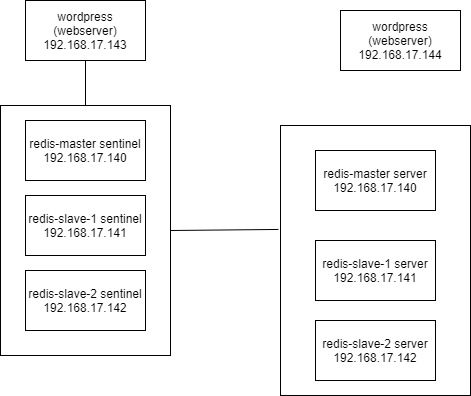 wordpress
(webserver)
192.168.17.143
wordpress
(webserver)
192.168.17.144
redis-master sentinel
192.168.17.140
redis-slave-1 sentinel
192.168.17.141
redis-slave-2 sentinel
192.168.17.142
redis-master server
192.168.17.140
redis-slave-1 server
192.168.17.141
redis-slave-2 server
192.168.17.142